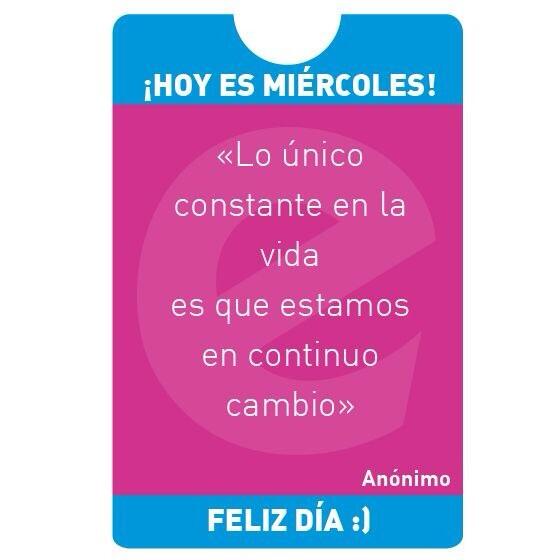 ¡HOY ES MIÉRCOLES!
«Lo único
constante en la
vida
es que estamos
en continuo
cambio»
Anónimo
FELIZ DÍA :)